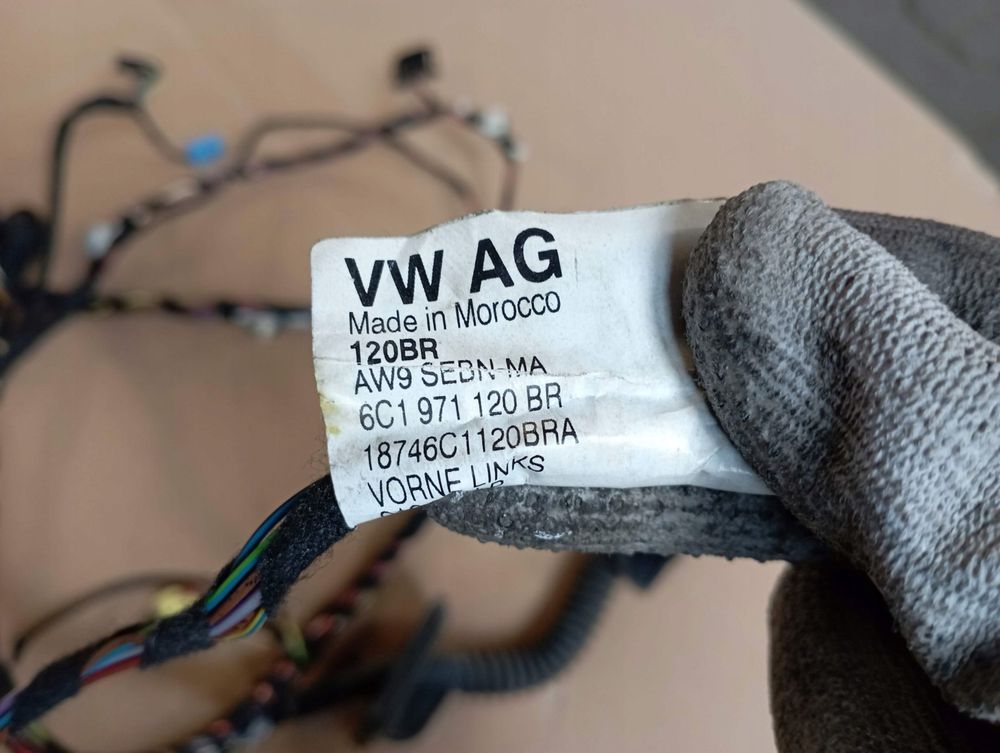 VW AG
Made in Morocco
120BR
AW9 SEBN-MA
6C1 971 120 BR
18746C1120BRA
VORNE LINKS